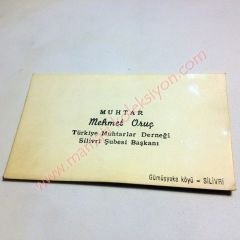 MUHTAR
Mehmet Oruç
Türkiye Muhtarlar Derneği
Silivri Şubesi Başkanı
Gümüşyaka köyü - SİLİVRİ